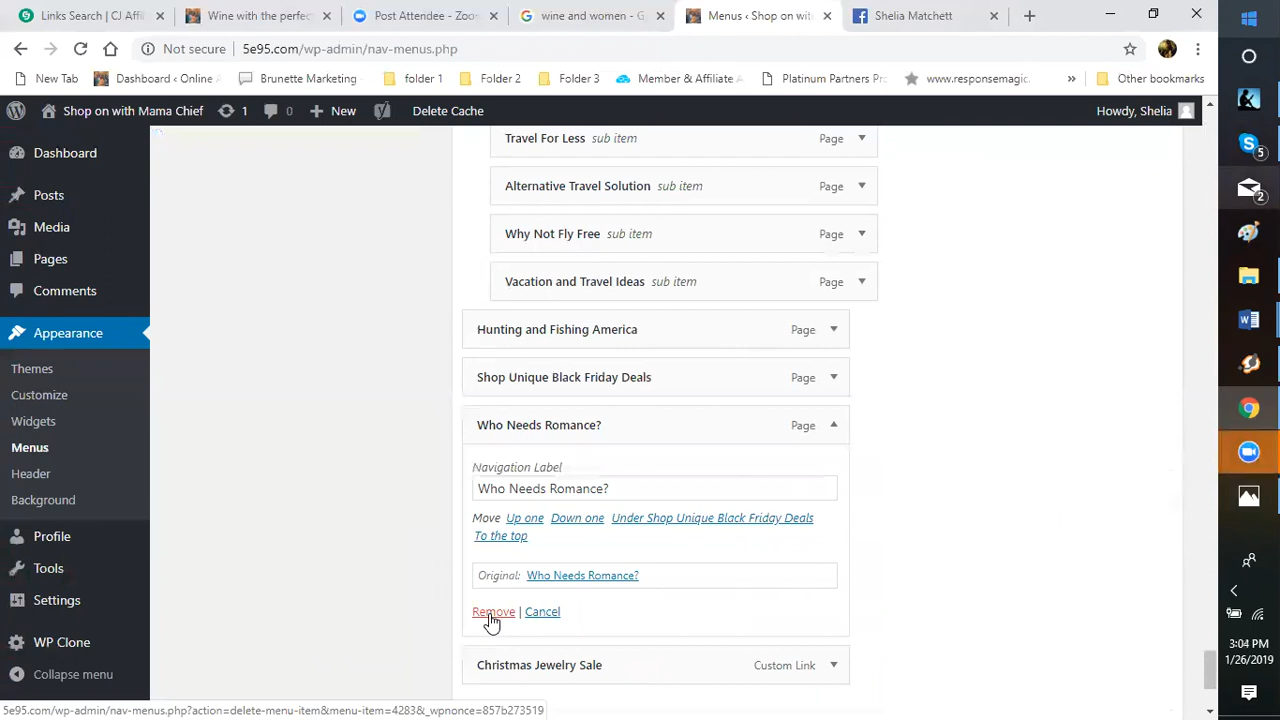 Links Search | CJ Affili
Wine with the perfec
Post Attendee - Zoom
wine and women - G
Menus ‹ Shop on wit
Shelia Matchett
Not secure
5e95.com/wp-admin/nav-menus.php
New Tab
Dashboard ‹ Online A
Brunette Marketing
folder 1
Folder 2
Folder 3
Member & Affiliate A
Platinum Partners Pr
www.responsemagic.
»
Other bookmarks
Shop on with Mama Chief
1
0
New
Delete Cache
Howdy, Shelia
Dashboard
Posts
Media
Pages
Comments
Appearance
Themes
Customize
Widgets
Menus
Header
Background
Profile
Tools
Settings
WP Clone
Collapse menu
Travel For Less sub item Page
Alternative Travel Solution sub item Page
Why Not Fly Free sub item Page
Vacation and Travel Ideas sub item Page
Hunting and Fishing America Page
Shop Unique Black Friday Deals Page
Who Needs Romance? Page
Navigation Label
Who Needs Romance?
Move Up one Down one Under Shop Unique Black Friday Deals
To the top
Original: Who Needs Romance?
Remove | Cancel
Christmas Jewelry Sale Custom Link
5e95.com/wp-admin/nav-menus.php?action=delete-menu-item&menu-item=4283&_wpnonce=857b273519
5
2
3:04 PM
1/26/2019